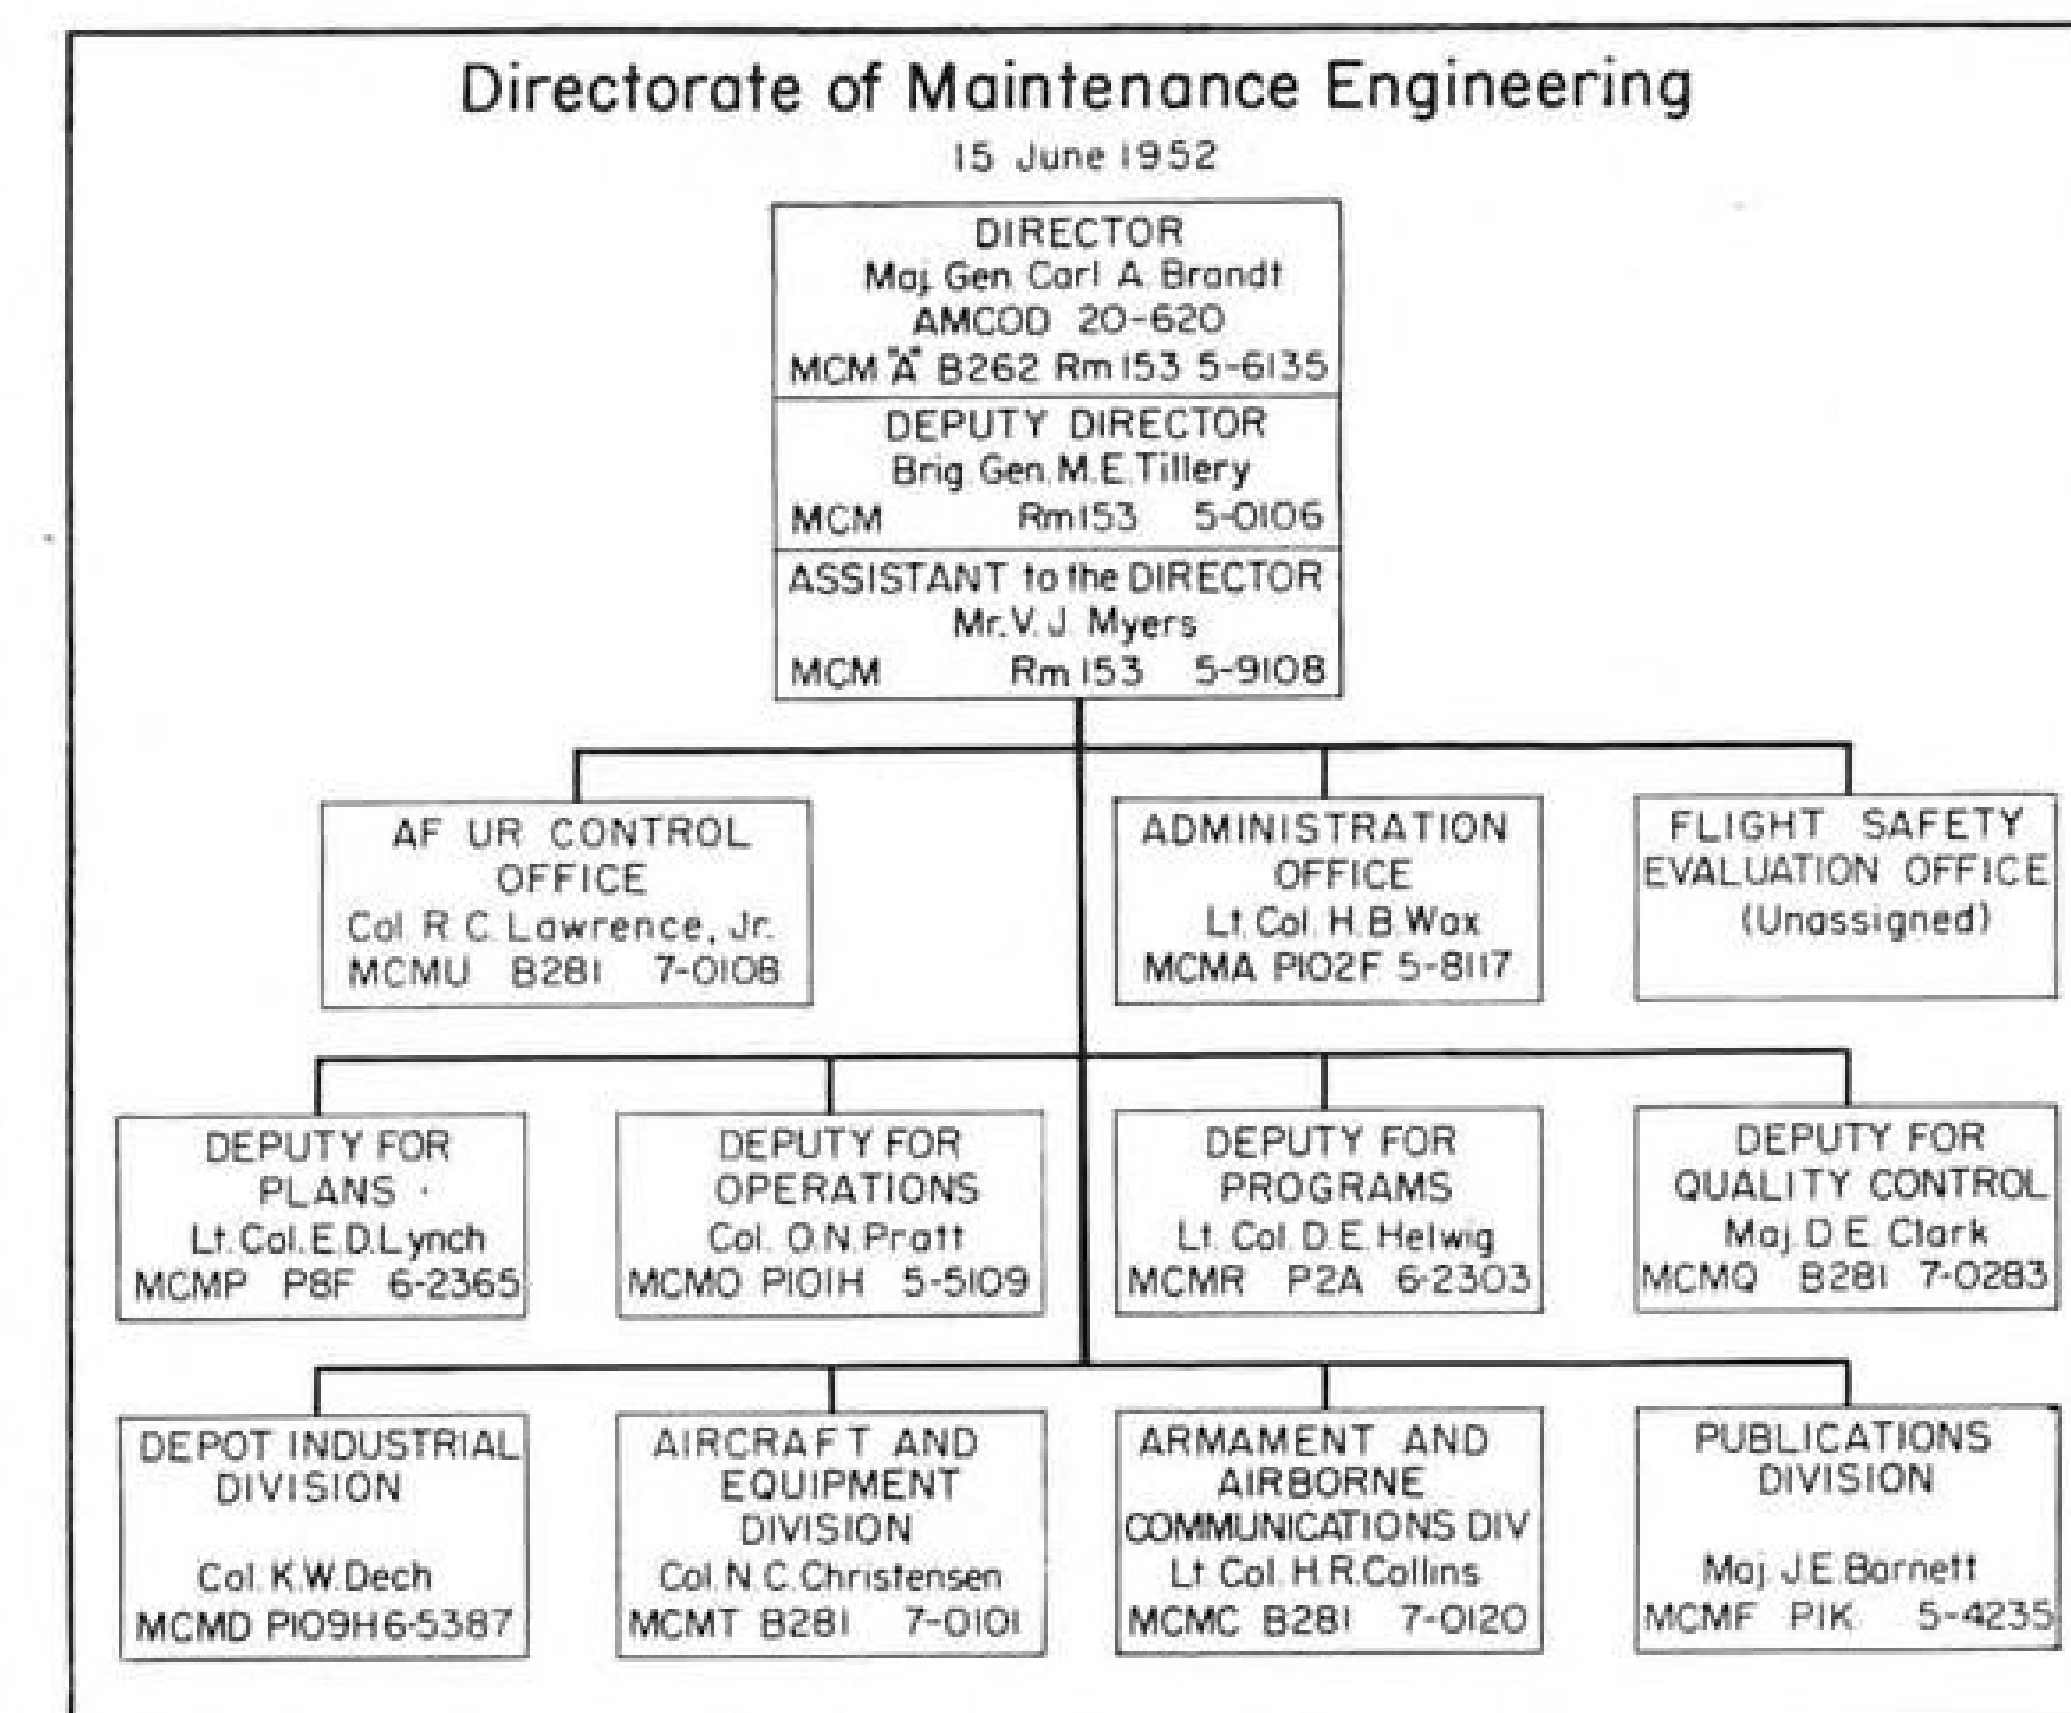 Directorate of Maintenance Engineering
15 June 1952
DIRECTOR
Maj. Gen. Carl A. Brandt
AMCOD 20-620
MCM "A" B262 Rm 153 5-6135
DEPUTY DIRECTOR
Brig. Gen. M.E. Tillery
MCM Rm 153 5-0106
ASSISTANT to the DIRECTOR
Mr. V. J. Myers
MCM Rm 153 5-9108
AF UR CONTROL
OFFICE
Col. R. C. Lawrence, Jr.
MCMU B281 7-0108
ADMINISTRATION
OFFICE
Lt. Col. H. B. Wax
MCMA P102F 5-8117
FLIGHT SAFETY
EVALUATION OFFICE
(Unassigned)
DEPUTY FOR
PLANS
Lt. Col. E. D. Lynch
MCMP P8F 6-2365
DEPUTY FOR
OPERATIONS
Col. O. N. Pratt
MCMO P101H 5-5109
DEPUTY FOR
PROGRAMS
Lt. Col. D. E. Helwig
MCMR P2A 6-2303
DEPUTY FOR
QUALITY CONTROL
Maj. D. E. Clark
MCMQ B281 7-0283
DEPOT INDUSTRIAL
DIVISION
Col. K. W. Dech
MCMD P109H 6-5387
AIRCRAFT AND
EQUIPMENT
DIVISION
Col. N. C. Christensen
MCMT B281 7-0101
ARMAMENT AND
AIRBORNE
COMMUNICATIONS DIV
Lt. Col. H. R. Collins
MCMC B281 7-0120
PUBLICATIONS
DIVISION
Maj. J. E. Barnett
MCMF P1K 5-4235